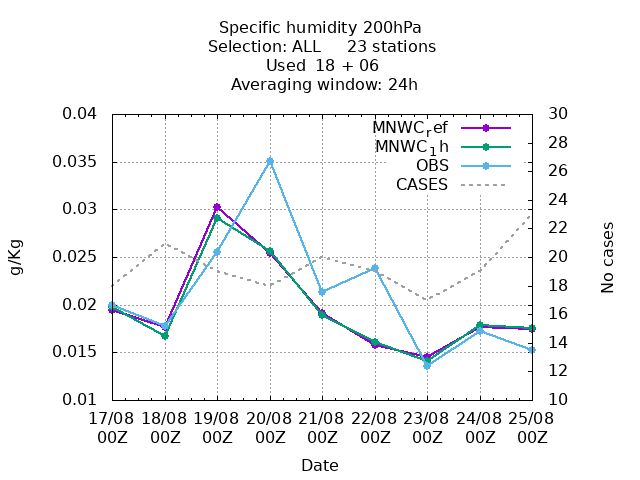 Specific humidity 200hPa
Selection: ALL     23 stations
Used  18 + 06
Averaging window: 24h
0.04
0.035
0.03
0.025
0.02
0.015
0.01
g/Kg
30
28
26
24
22
20
18
16
14
12
10
No cases
MNWCref
MNWC1h
OBS
CASES
17/08 18/08 19/08 20/08 21/08 22/08 23/08 24/08 25/08
00Z 00Z 00Z 00Z 00Z 00Z 00Z 00Z 00Z
Date